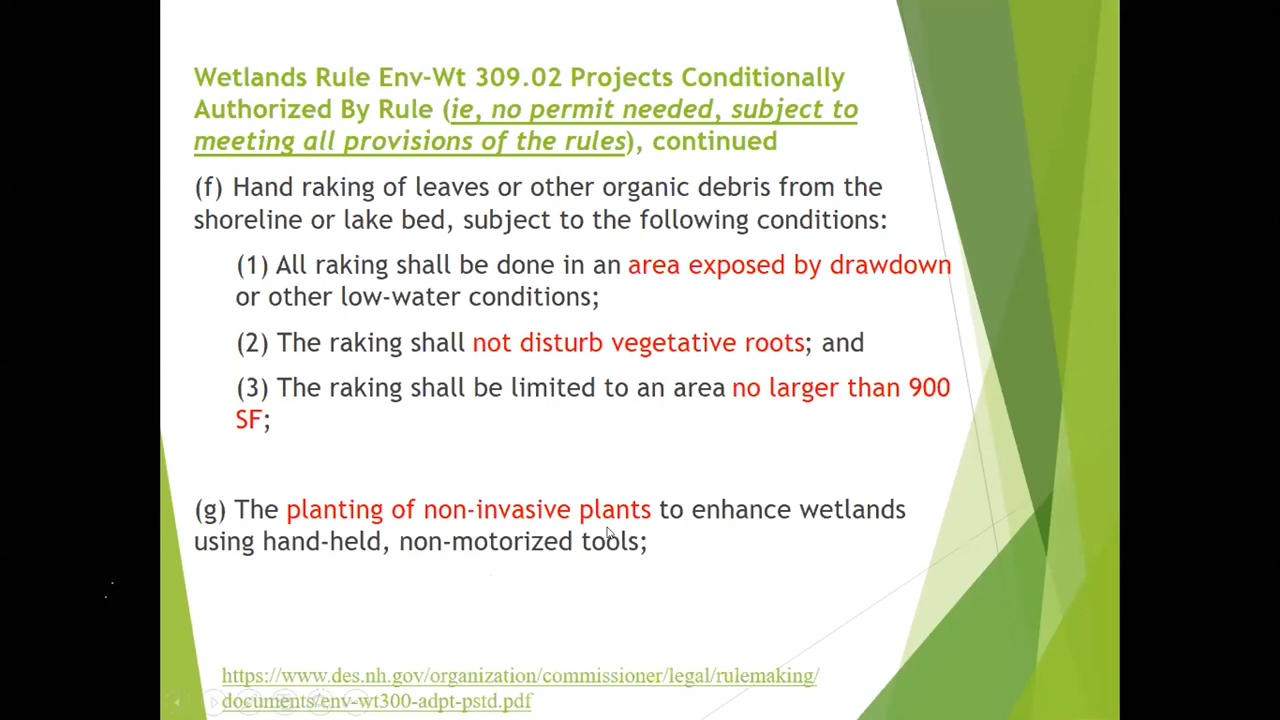 Wetlands Rule Env-Wt 309.02 Projects Conditionally
Authorized By Rule (ie, no permit needed, subject to
meeting all provisions of the rules), continued
(f) Hand raking of leaves or other organic debris from the
shoreline or lake bed, subject to the following conditions:
(1) All raking shall be done in an area exposed by drawdown
or other low-water conditions;
(2) The raking shall not disturb vegetative roots; and
(3) The raking shall be limited to an area no larger than 900
SF;
(g) The planting of non-invasive plants to enhance wetlands
using hand-held, non-motorized tools;
https://www.des.nh.gov/organization/commissioner/legal/rulemaking/
documents/env-wt300-adpt-pstd.pdf